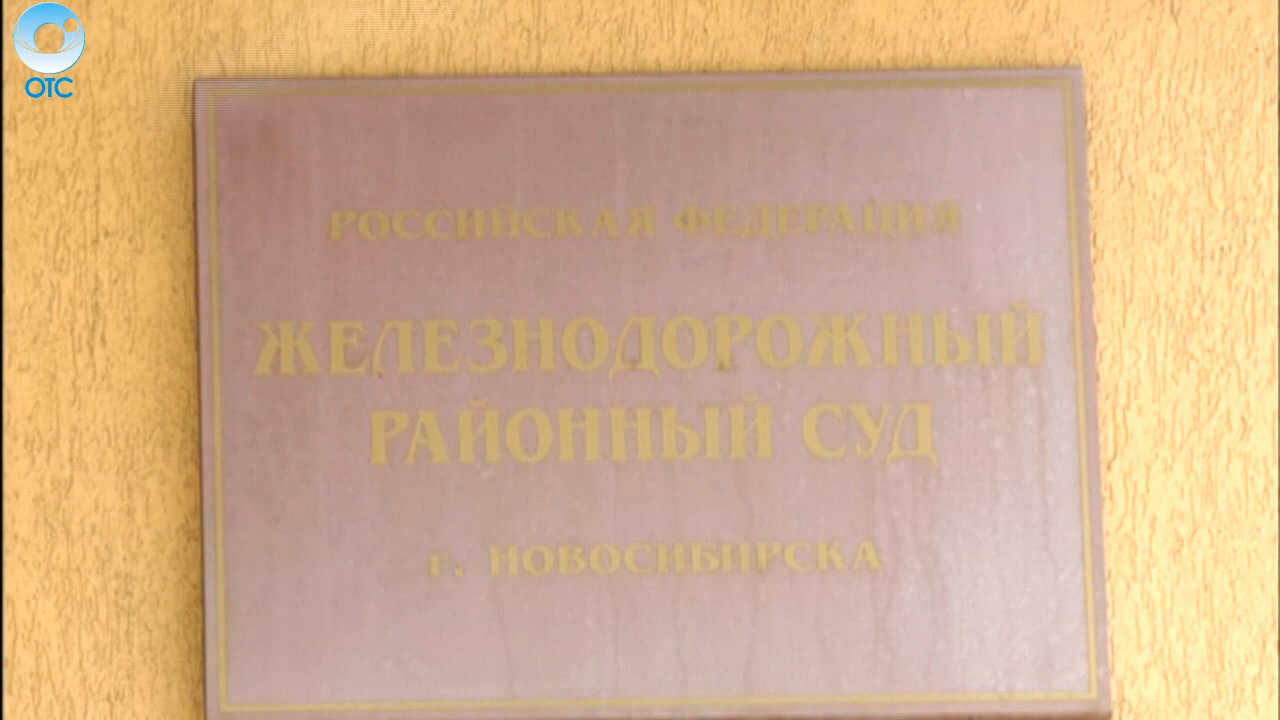 ОТС
РОССИЙСКАЯ ФЕДЕРАЦИЯ
ЖЕЛЕЗНОДОРОЖНЫЙ
РАЙОННЫЙ СУД
г. НОВОСИБИРСКА